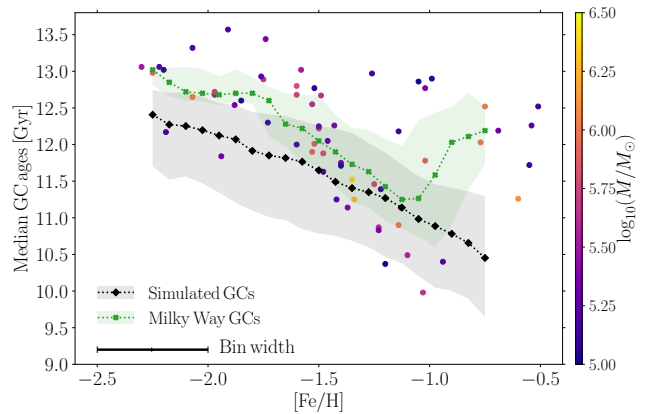 13.5
13.0
12.5
12.0
11.5
11.0
10.5
10.0
9.5
9.0
Median GC ages [Gyr]
Simulated GCs
Milky Way GCs
Bin width
−2.5 −2.0 −1.5 −1.0 −0.5
[Fe/H]
6.50
6.25
6.00
5.75
5.50
5.25
5.00
log₁₀(M/M⊙)